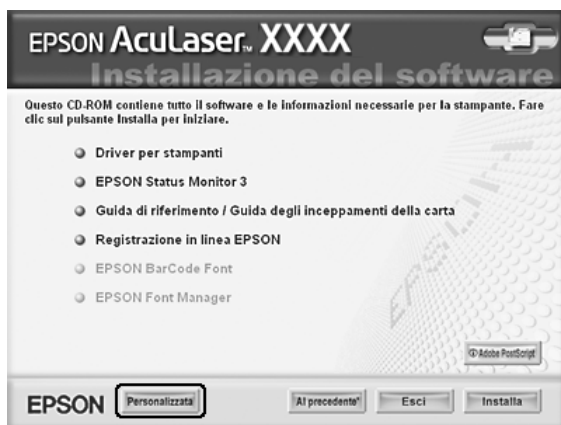 EPSON AcuLaser™ XXXX
Installazione del software
Questo CD-ROM contiene tutto il software e le informazioni necessarie per la stampante. Fare
clic sul pulsante Installa per iniziare.
Driver per stampanti
EPSON Status Monitor 3
Guida di riferimento / Guida degli inceppamenti della carta
Registrazione in linea EPSON
EPSON BarCode Font
EPSON Font Manager
EPSON
Adobe PostScript
EPSON Personalizzata Al precedente* Esci Installa